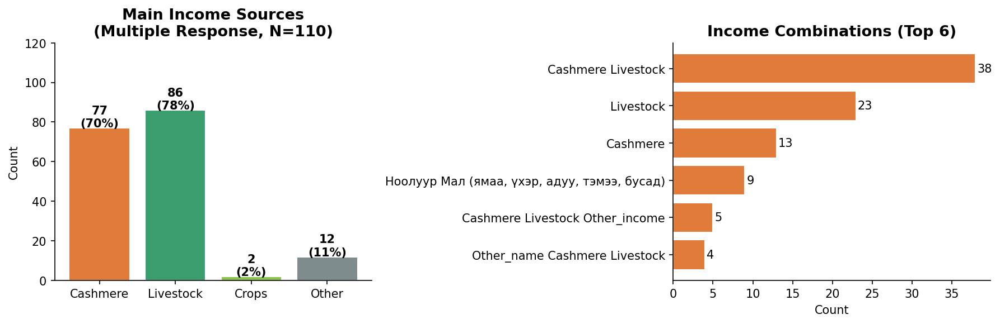 Main Income Sources
(Multiple Response, N=110)
120
100
80
60
40
20
0
Count
77
(70%)
86
(78%)
2
(2%)
12
(11%)
Cashmere
Livestock
Crops
Other
Income Combinations (Top 6)
Cashmere Livestock
38
Livestock
23
Cashmere
13
Ноолуур Мал (ямаа, үхэр, адуу, тэмээ, бусад)
9
Cashmere Livestock Other_income
5
Other_name Cashmere Livestock
4
0
5
10
15
20
25
30
35
Count